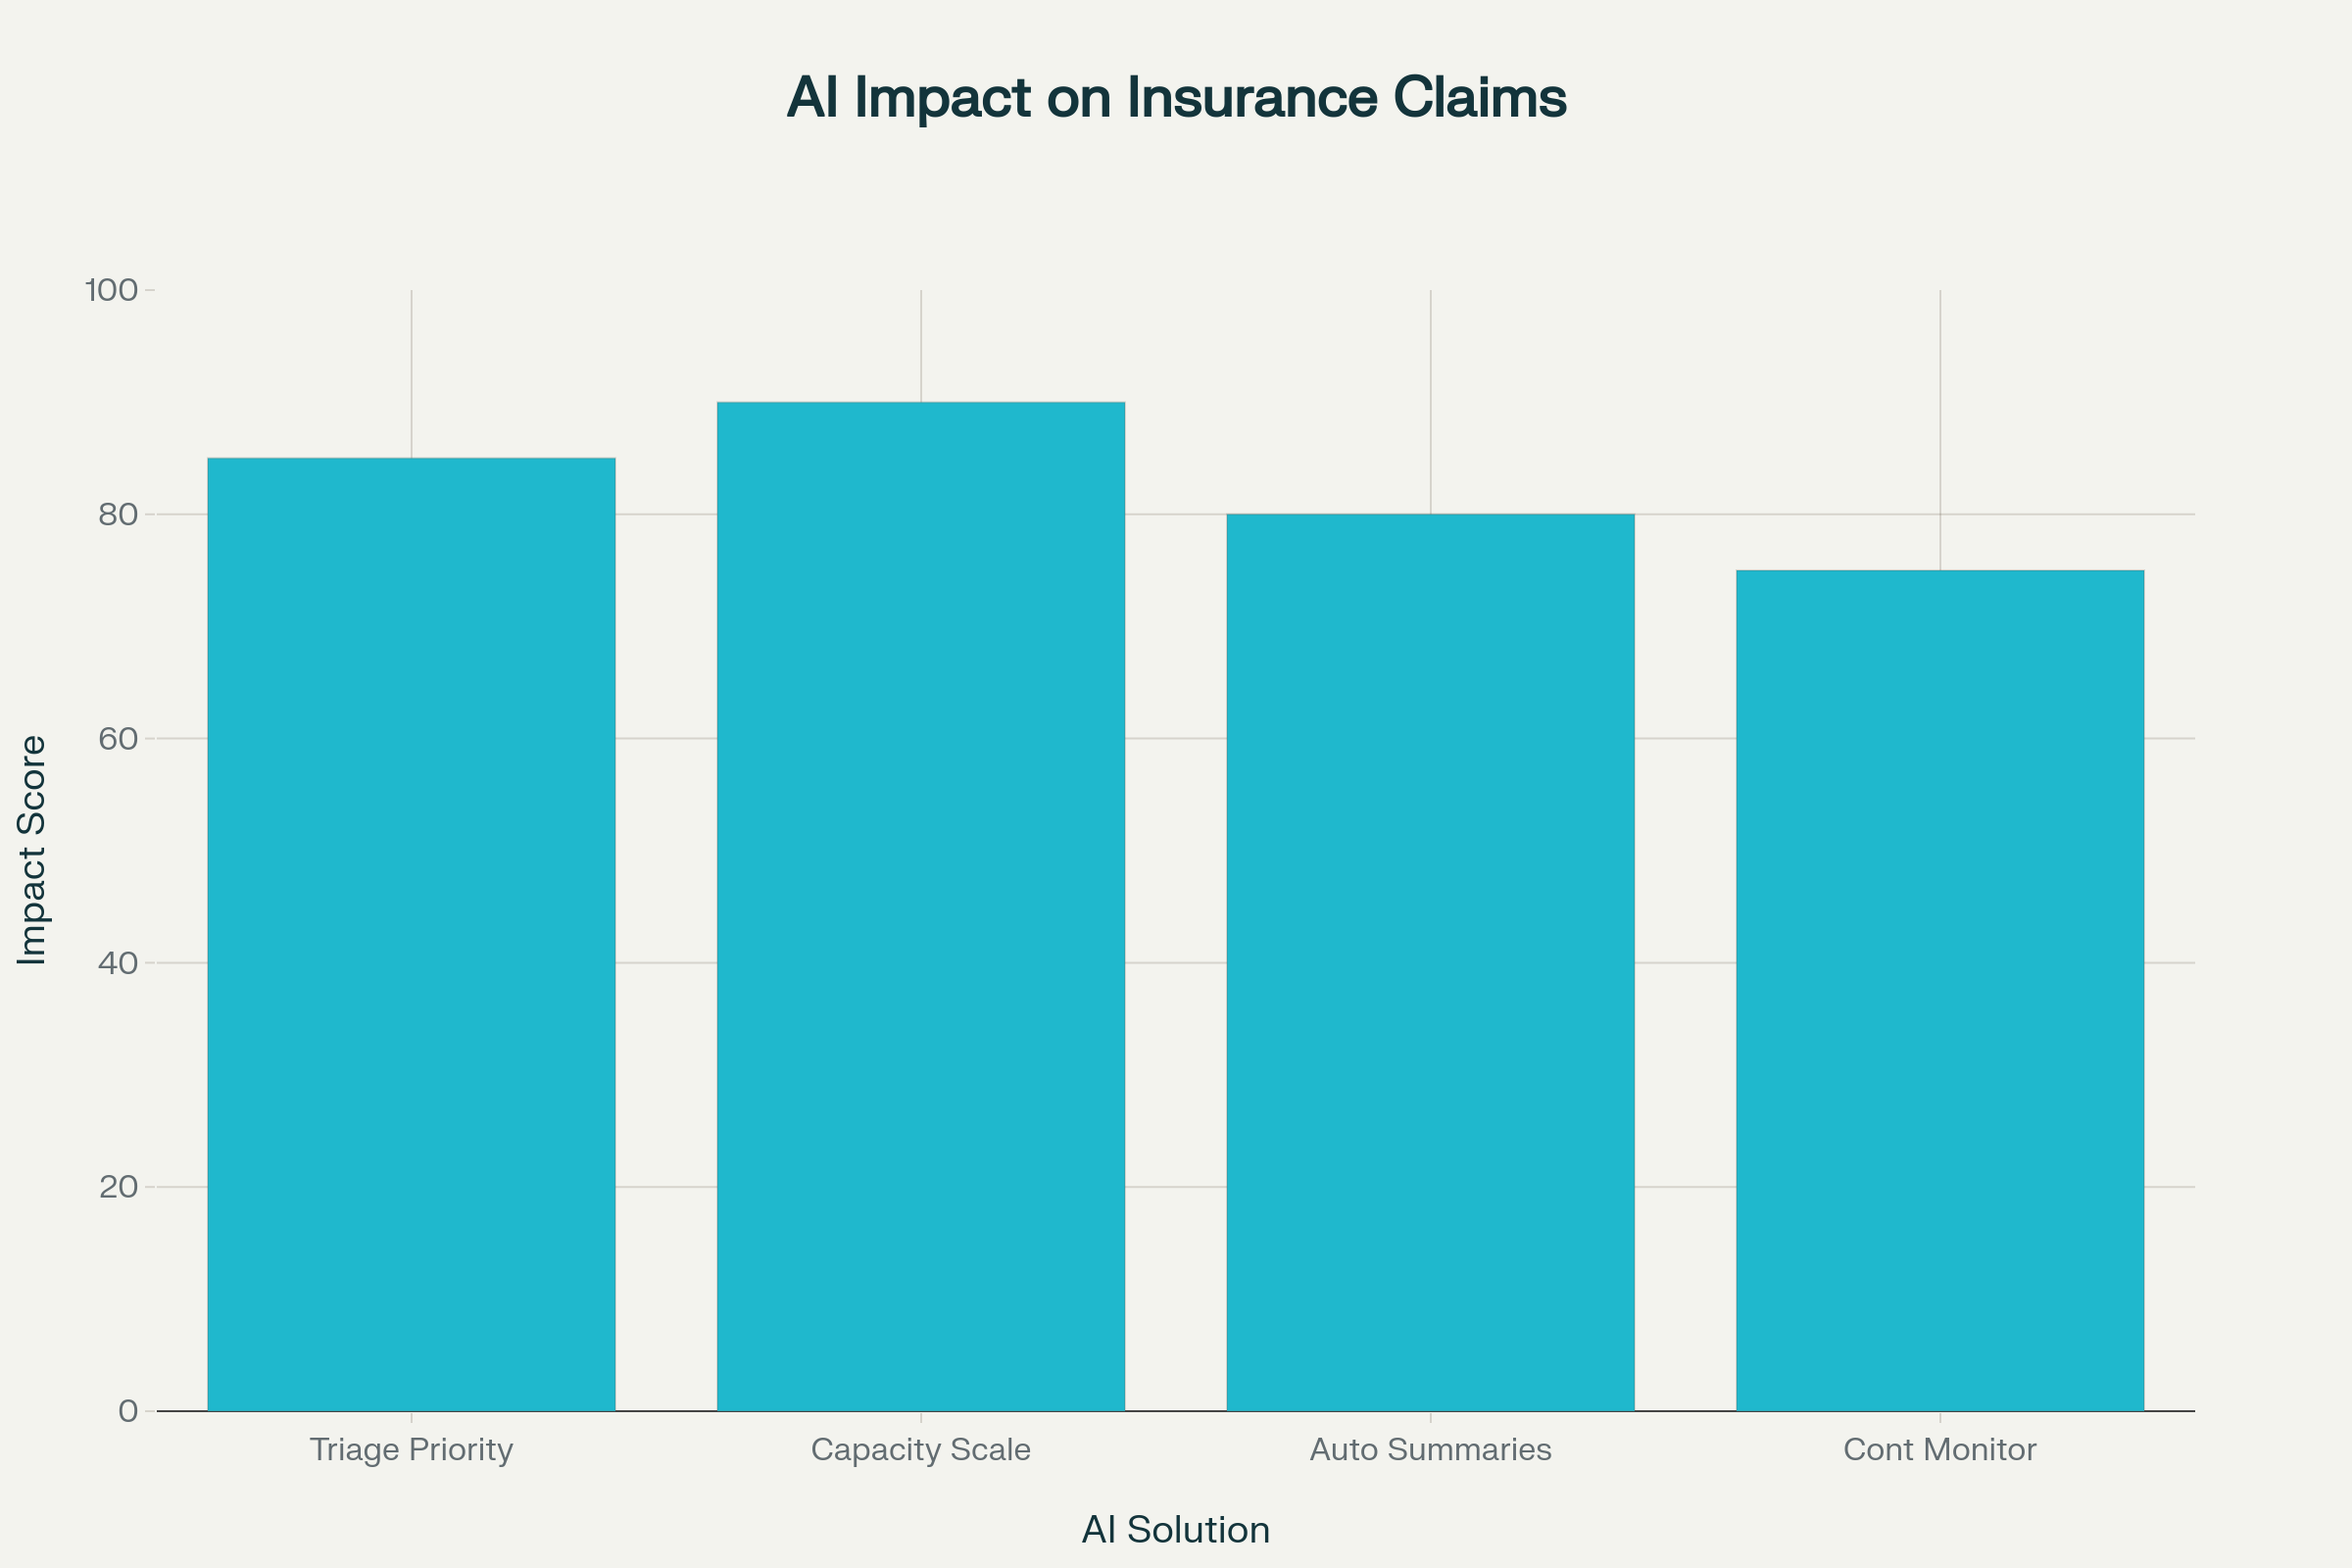 AI Impact on Insurance Claims
100
80
60
40
20
0
Impact Score
Triage Priority
Capacity Scale
Auto Summaries
Cont Monitor
AI Solution